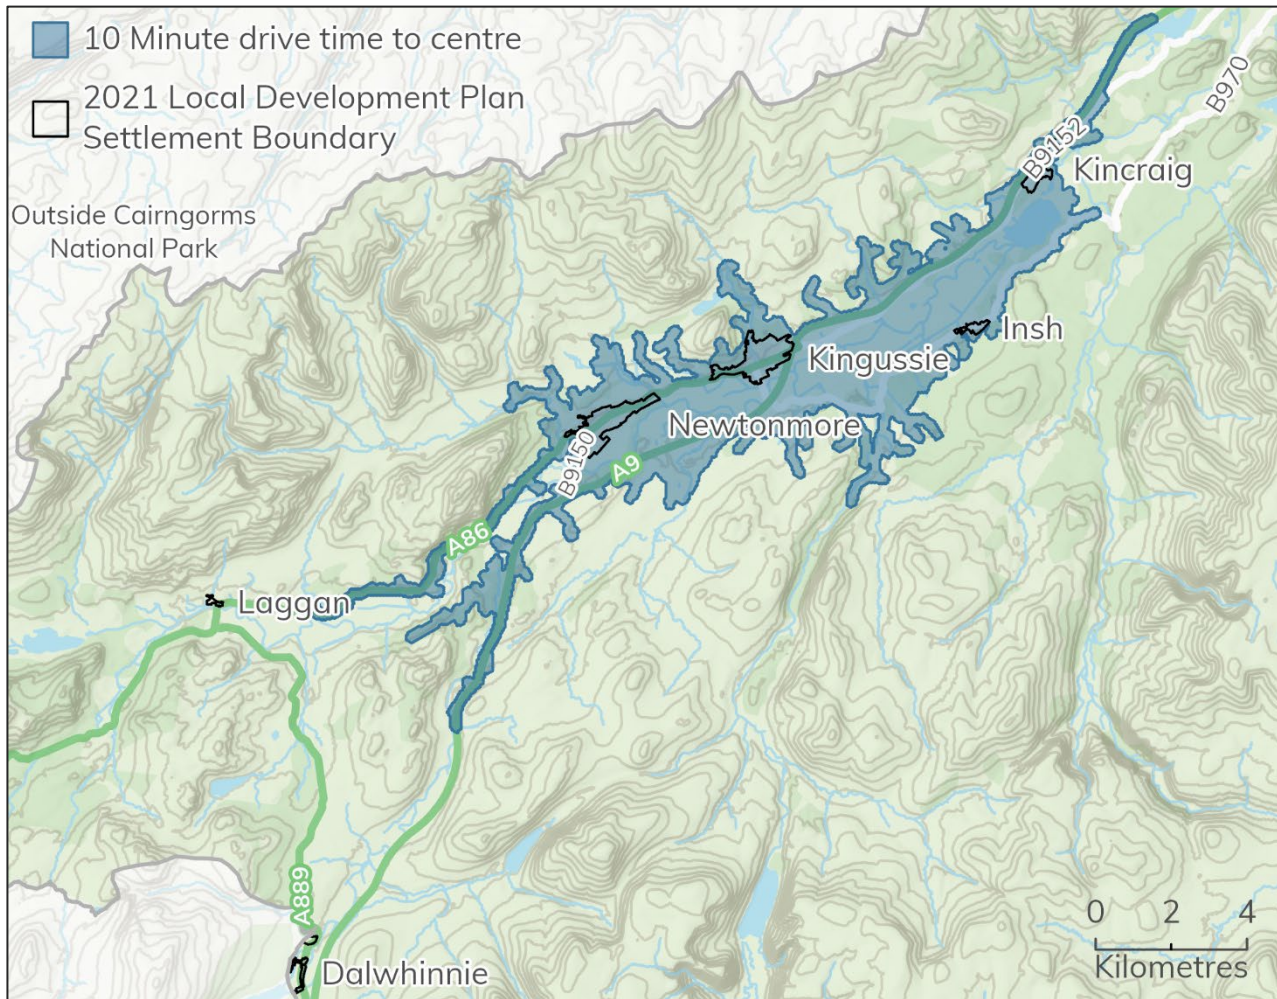 10 Minute drive time to centre
2021 Local Development Plan
Settlement Boundary
Outside Cairngorms
National Park
B970
B9152
Kincraig
Insh
Kingussie
Newtonmore
B9150
A9
A86
Laggan
A889
Dalwhinnie
0 2 4
Kilometres